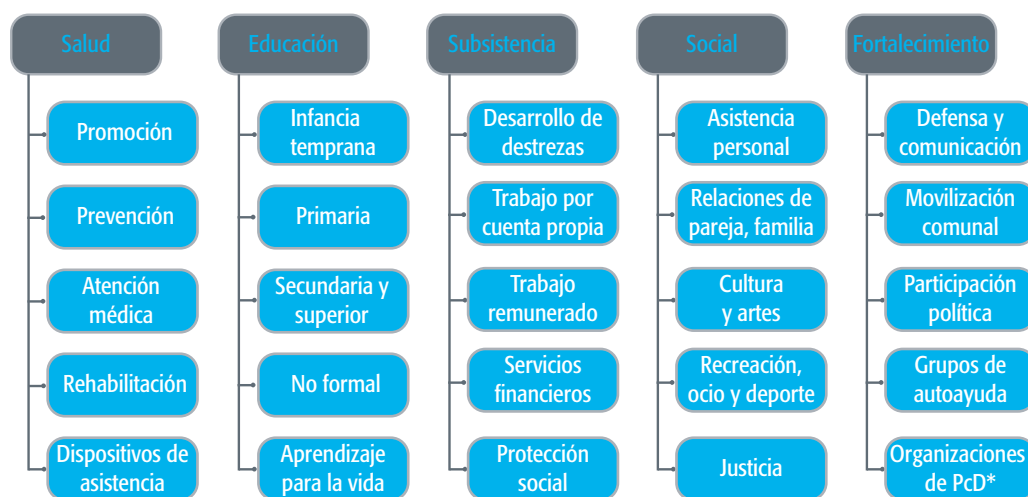 Salud
Promoción
Prevención
Atención
médica
Rehabilitación
Dispositivos de
asistencia
Educación
Infancia
temprana
Primaria
Secundaria y
superior
No formal
Aprendizaje
para la vida
Subsistencia
Desarrollo de
destrezas
Trabajo por
cuenta propia
Trabajo
remunerado
Servicios
financieros
Protección
social
Social
Asistencia
personal
Relaciones de
pareja, familia
Cultura
y artes
Recreación,
ocio y deporte
Justicia
Fortalecimiento
Defensa y
comunicación
Movilización
comunal
Participación
política
Grupos de
autoayuda
Organizaciones
de PcD*